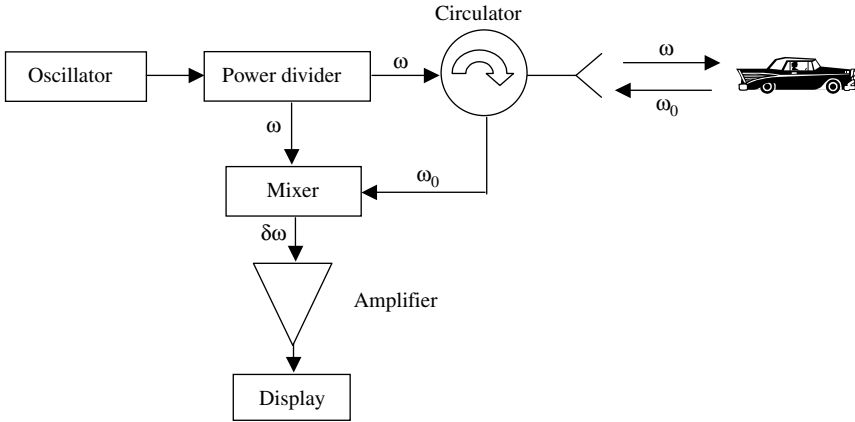 Circulator
Oscillator
Power divider
ω
ω
ω0
ω
Mixer
ω0
δω
Amplifier
Display